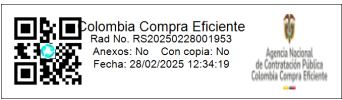 Colombia Compra Eficiente
Rad No. RS20250228001953
Anexos: No Con copia: No
Fecha: 28/02/2025 12:34:19
Agencia Nacional
de Contratación Pública
Colombia Compra Eficiente